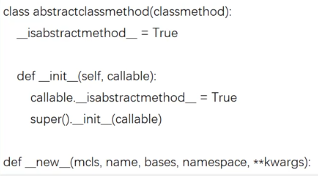 class abstractclassmethod(classmethod):
__isabstractmethod__ = True
def __init__(self, callable):
callable.__isabstractmethod__ = True
super().__init__(callable)
def __new__(mcls, name, bases, namespace, **kwargs):